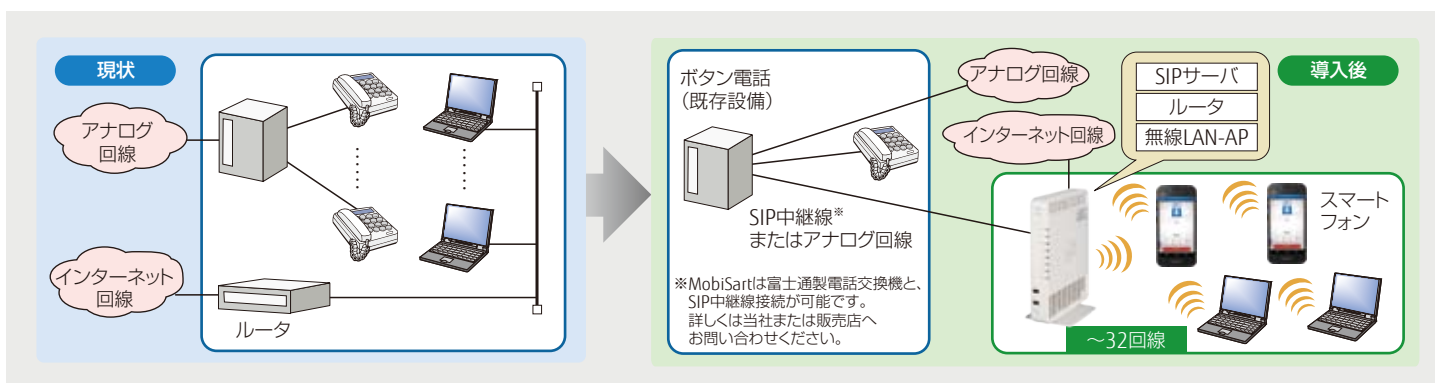 現状
アナログ
回線
インターネット
回線
ルータ
ボタン電話
（既存設備）
SIP中継線※
またはアナログ回線
※MobiSartは富士通製電話交換機と、
SIP中継線接続が可能です。
詳しくは当社または販売店へ
お問い合わせください。
アナログ回線
インターネット回線
SIPサーバ
ルータ
無線LAN-AP
導入後
スマート
フォン
～32回線